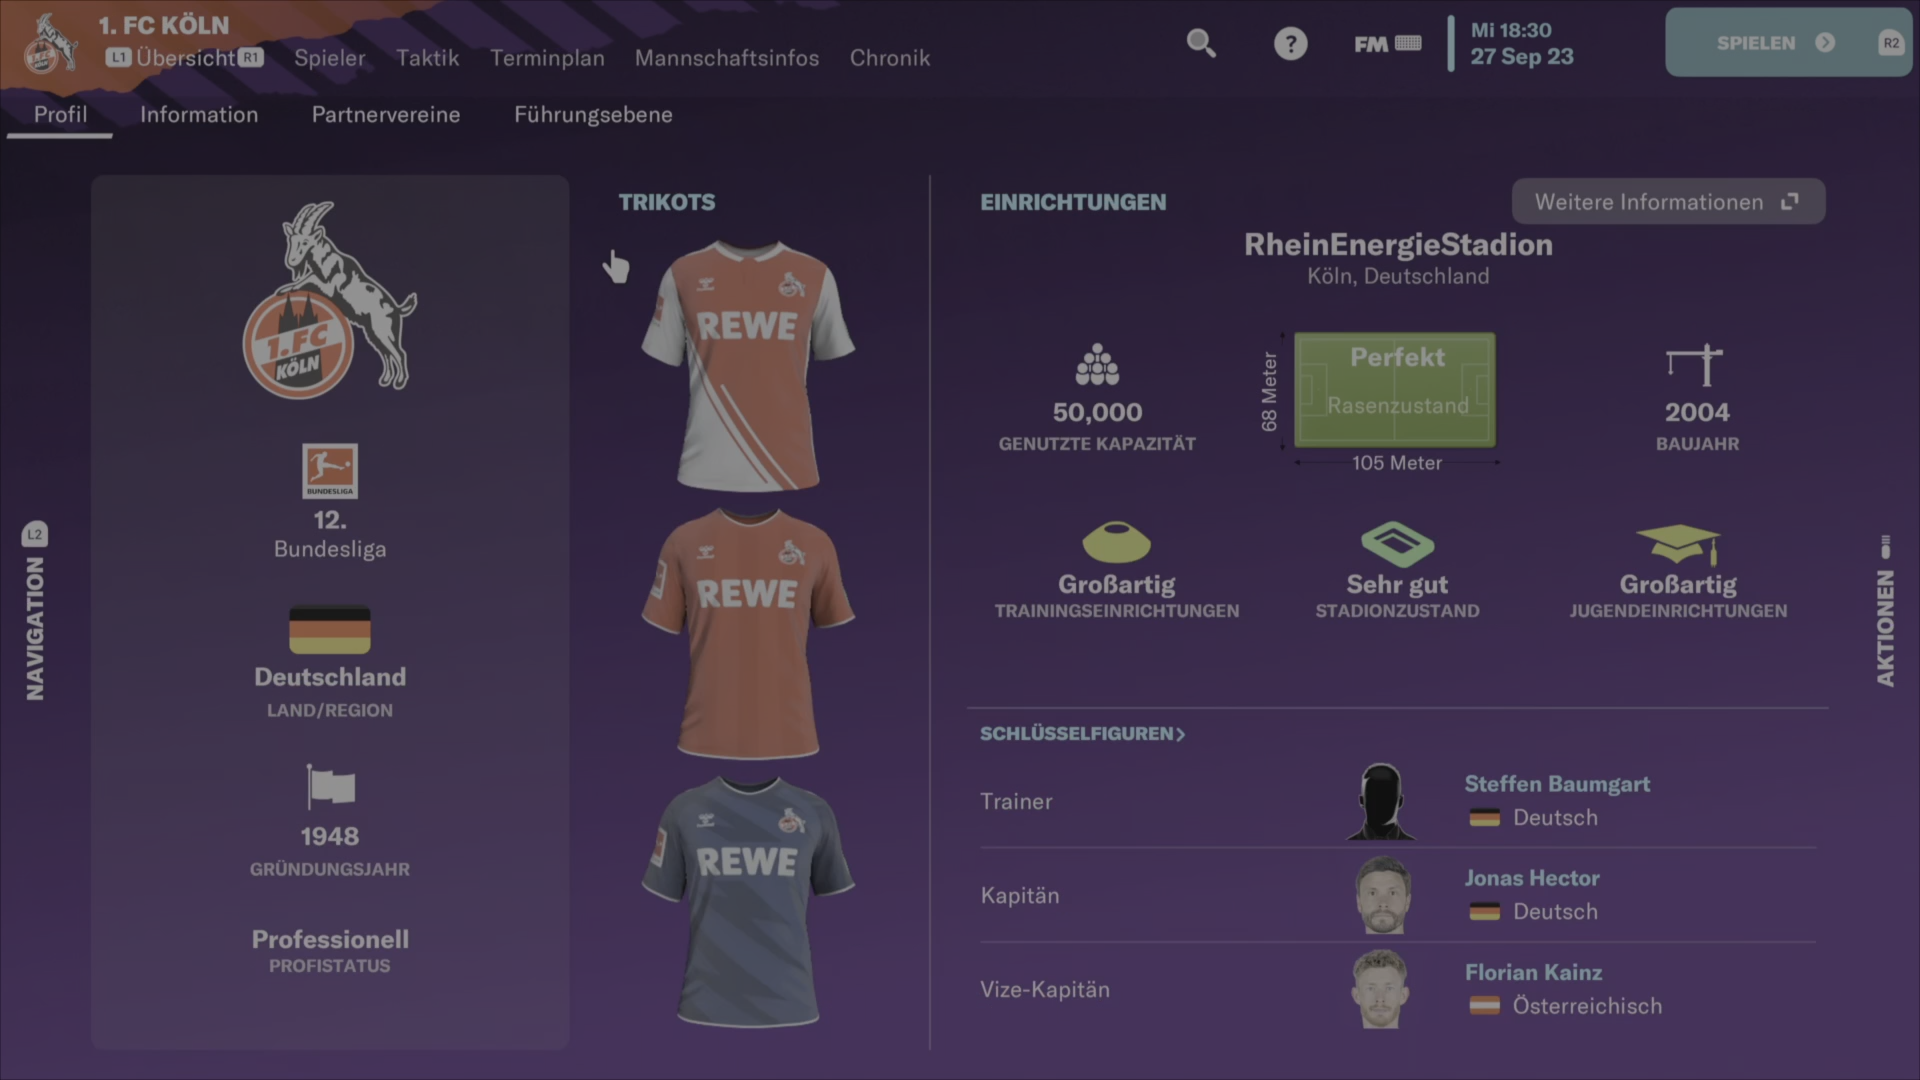 1. FC KÖLN
L1 Übersicht R1 Spieler Taktik Terminplan Mannschaftsinfos Chronik
? FM
Mi 18:30
27 Sep 23
SPIELEN R2
Profil Information Partnervereine Führungsebene
1. FC
KÖLN
BUNDESLIGA
12.
Bundesliga
Deutschland
LAND/REGION
1948
GRÜNDUNGSJAHR
Professionell
PROFISTATUS
L2
NAVIGATION
TRIKOTS
REWE
REWE
REWE
EINRICHTUNGEN
Weitere Informationen
RheinEnergieStadion
Köln, Deutschland
50,000
GENUTZTE KAPAZITÄT
68 Meter
Perfekt
Rasenzustand
105 Meter
2004
BAUJAHR
Großartig
TRAININGSEINRICHTUNGEN
Sehr gut
STADIONZUSTAND
Großartig
JUGENDEINRICHTUNGEN
SCHLÜSSELFIGUREN>
Trainer
Steffen Baumgart
Deutsch
Kapitän
Jonas Hector
Deutsch
Vize-Kapitän
Florian Kainz
Österreichisch
AKTIONEN